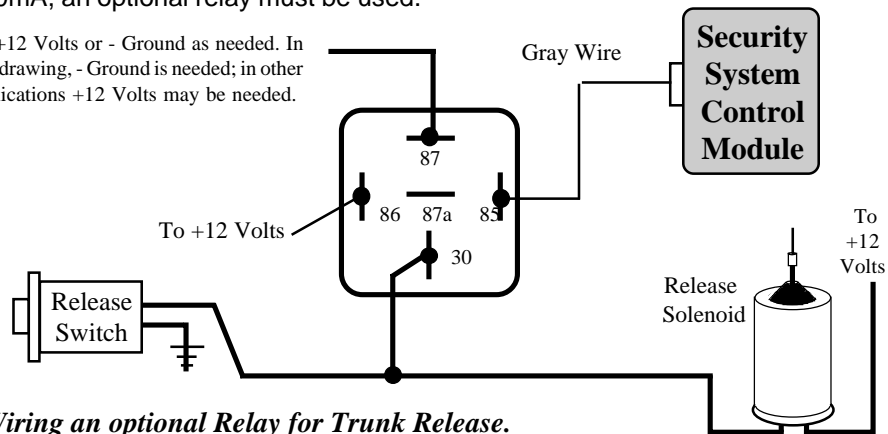 an optional relay must be used.
+12 Volts or - Ground as needed. In
drawing, - Ground is needed; in other
+12 Volts may be needed.
Gray Wire
Security
System
Control
Module
87
86
87a
85
30
To +12 Volts
Release
Switch
Release
Solenoid
To
+12
Volts
Wiring an optional Relay for Trunk Release.